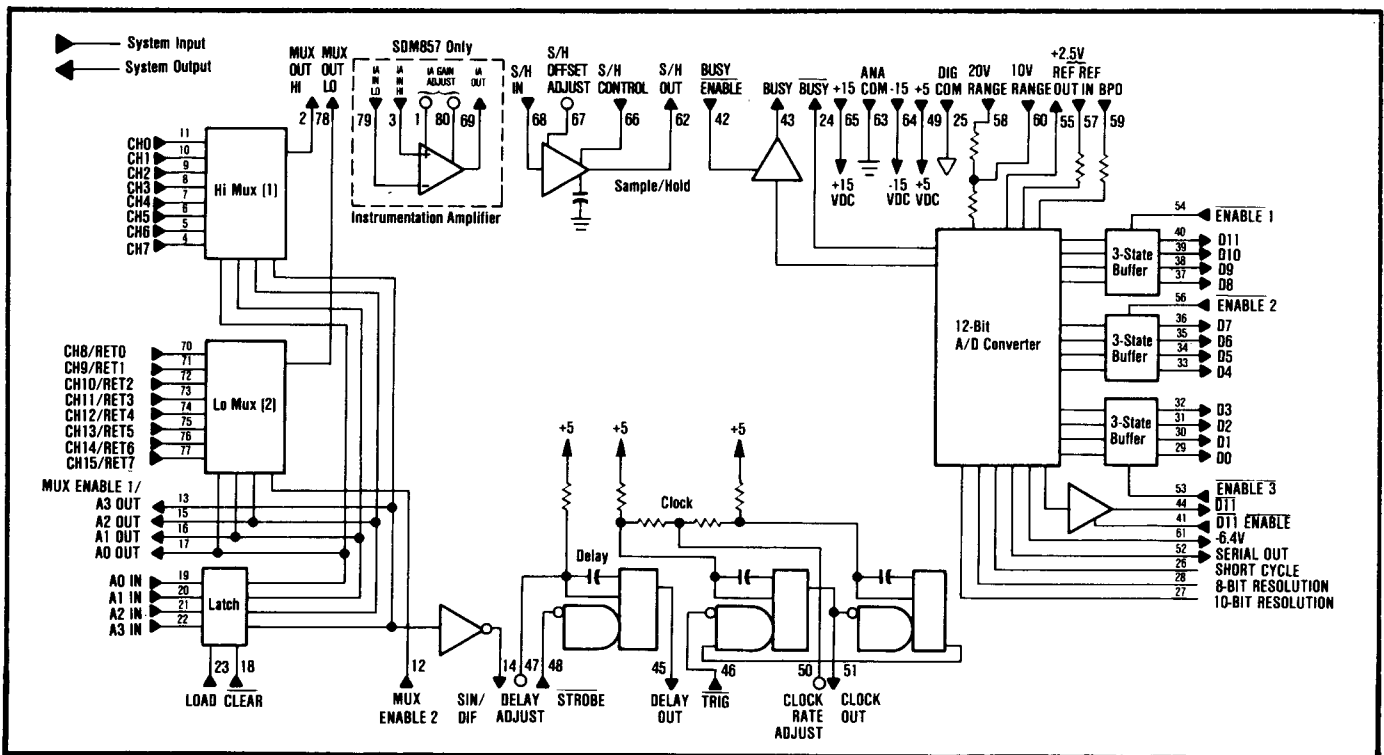 System Input
System Output
MUX OUT HI
MUX OUT LO
2
78
SDM857 Only
IA IN LO
IA IN HI
IA GAIN ADJUST
IA OUT
79
3
1
80
69
Instrumentation Amplifier
S/H IN
S/H OFFSET ADJUST
S/H CONTROL
S/H OUT
68
67
66
62
Sample/Hold
BUSY ENABLE
BUSY
BUSY
+15
ANA COM
-15
+5
DIG COM
20V RANGE
10V RANGE
+2.5V REF OUT
REF IN
BPO
42
43
24
65
63
64
49
25
58
60
55
57
59
+15 VDC
-15 VDC
+5 VDC
CH0
11
CH1
10
CH2
9
CH3
8
CH4
7
CH5
6
CH6
5
CH7
4
Hi Mux (1)
CH8/RET0
70
CH9/RET1
71
CH10/RET2
72
CH11/RET3
73
CH12/RET4
74
CH13/RET5
75
CH14/RET6
76
CH15/RET7
77
Lo Mux (2)
MUX ENABLE 1/
A3 OUT
13
A2 OUT
15
A1 OUT
16
A0 OUT
17
A0 IN
19
A1 IN
20
A2 IN
21
A3 IN
22
Latch
23
18
LOAD
CLEAR
12
MUX ENABLE 2
14
SIN/DIF
47
DELAY ADJUST
48
STROBE
+5
+5
+5
Clock
Delay
45
DELAY OUT
46
TRIG
50
CLOCK RATE ADJUST
51
CLOCK OUT
12-Bit
A/D Converter
54
ENABLE 1
3-State Buffer
40
D11
39
D10
38
D9
37
D8
56
ENABLE 2
3-State Buffer
36
D7
35
D6
34
D5
33
D4
3-State Buffer
32
D3
31
D2
30
D1
29
D0
53
ENABLE 3
44
D11
41
D11 ENABLE
61
-6.4V
52
SERIAL OUT
26
SHORT CYCLE
28
8-BIT RESOLUTION
27
10-BIT RESOLUTION